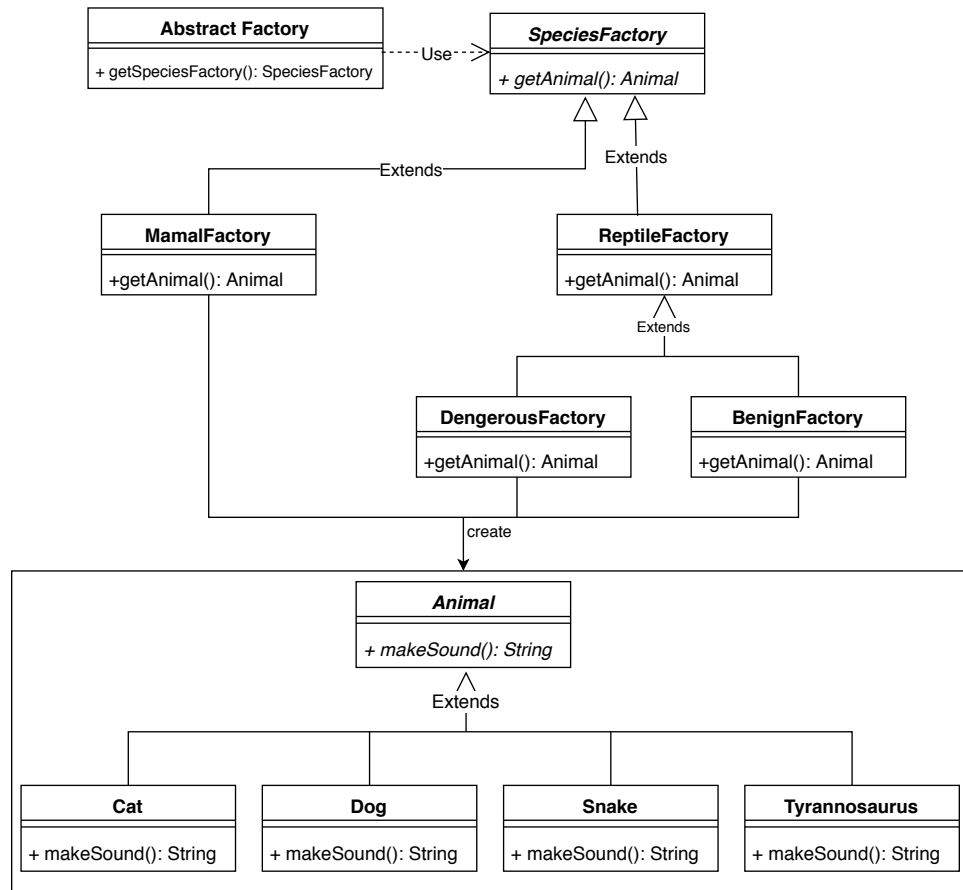 Abstract Factory
+ getSpeciesFactory(): SpeciesFactory
Use
SpeciesFactory
+ getAnimal(): Animal
Extends
Extends
MamalFactory
+getAnimal(): Animal
ReptileFactory
+getAnimal(): Animal
Extends
DengerousFactory
+getAnimal(): Animal
BenignFactory
+getAnimal(): Animal
create
Animal
+ makeSound(): String
Extends
Cat
+ makeSound(): String
Dog
+ makeSound(): String
Snake
+ makeSound(): String
Tyrannosaurus
+ makeSound(): String